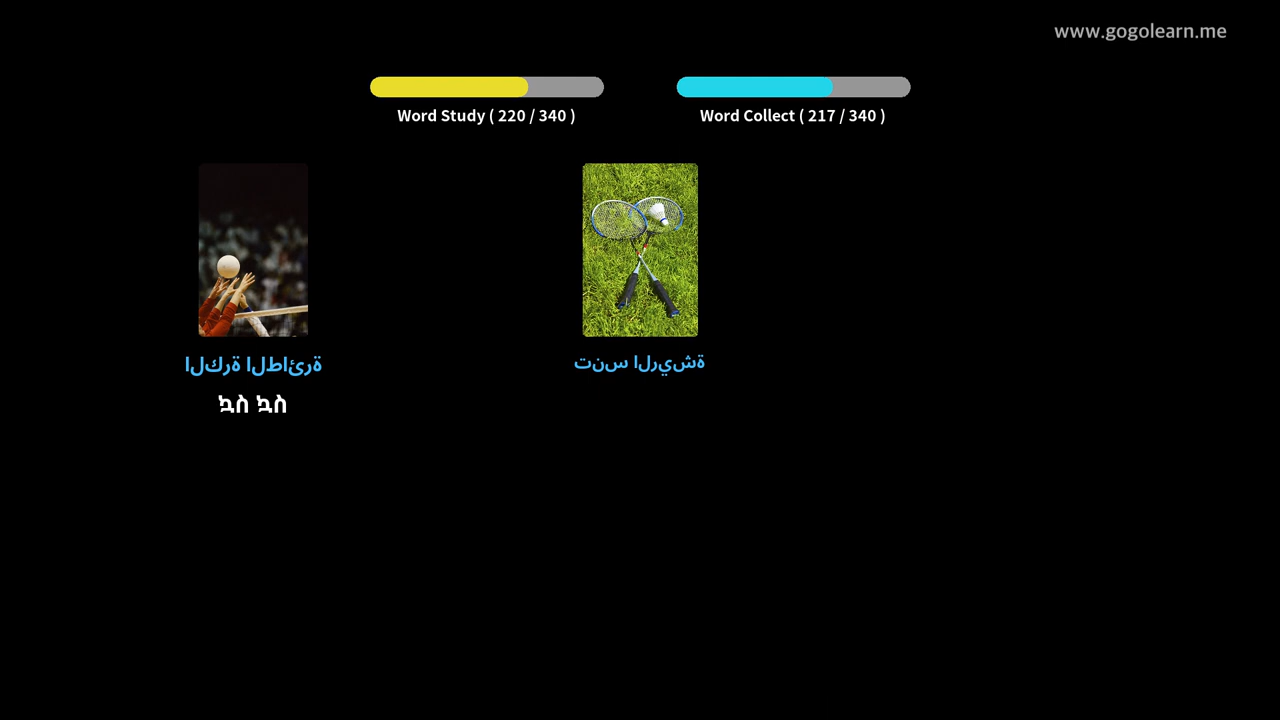 www.gogolearn.me
Word Study ( 220 / 340 )
Word Collect ( 217 / 340 )
الكرة الطائرة
ኳስ ኳስ
تنس الريشة